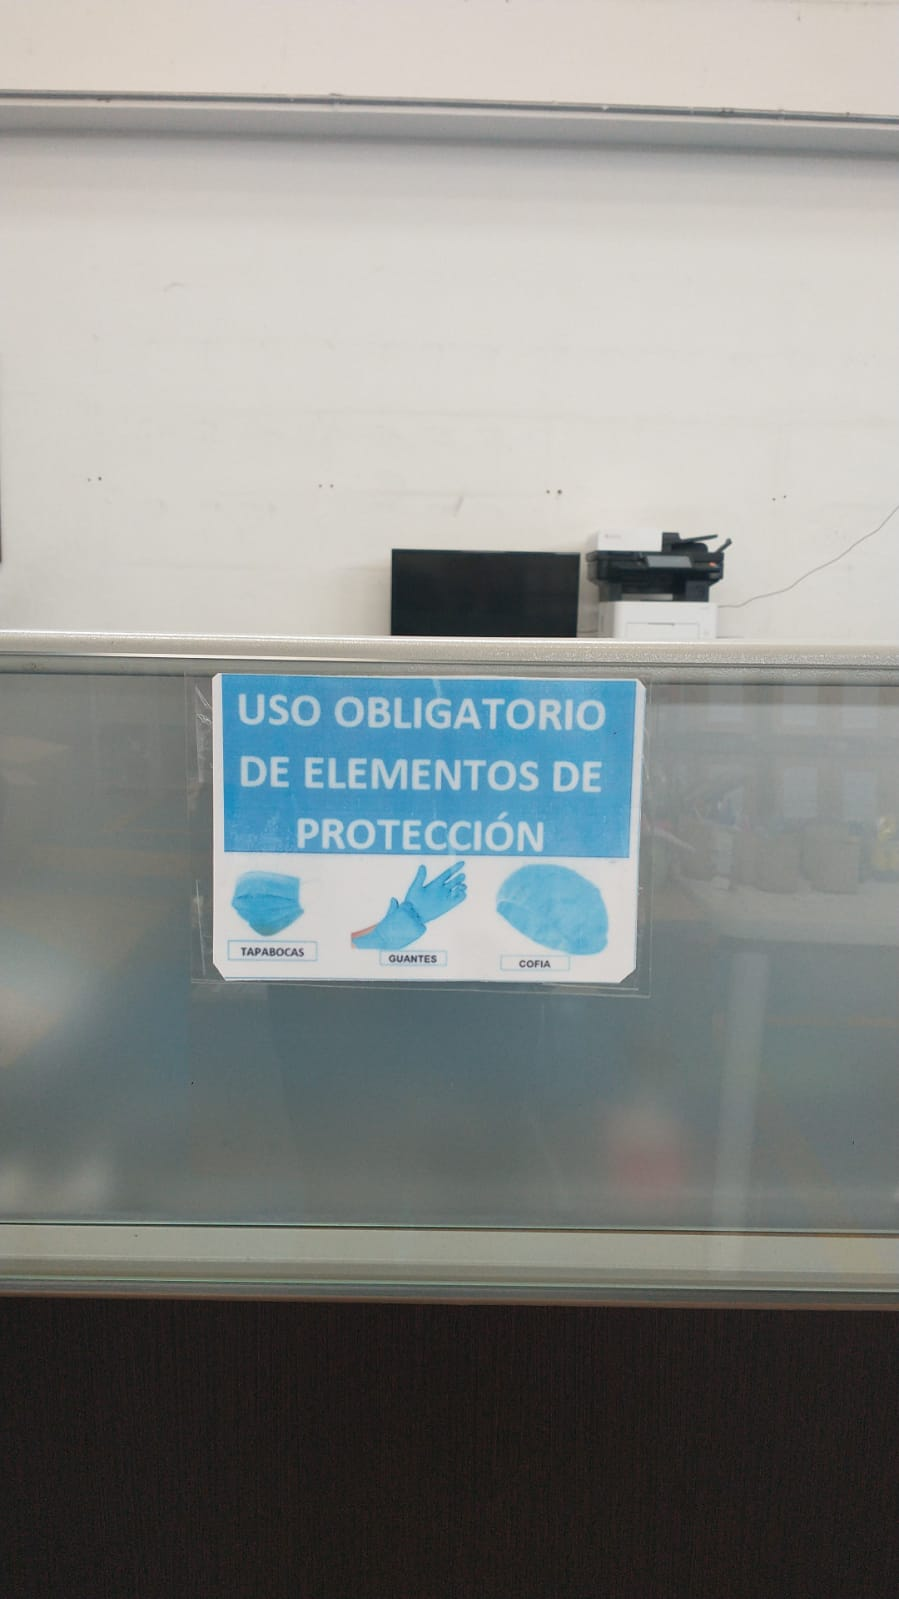 USO OBLIGATORIO
DE ELEMENTOS DE
PROTECCIÓN
TAPABOCAS
GUANTES
COFIA